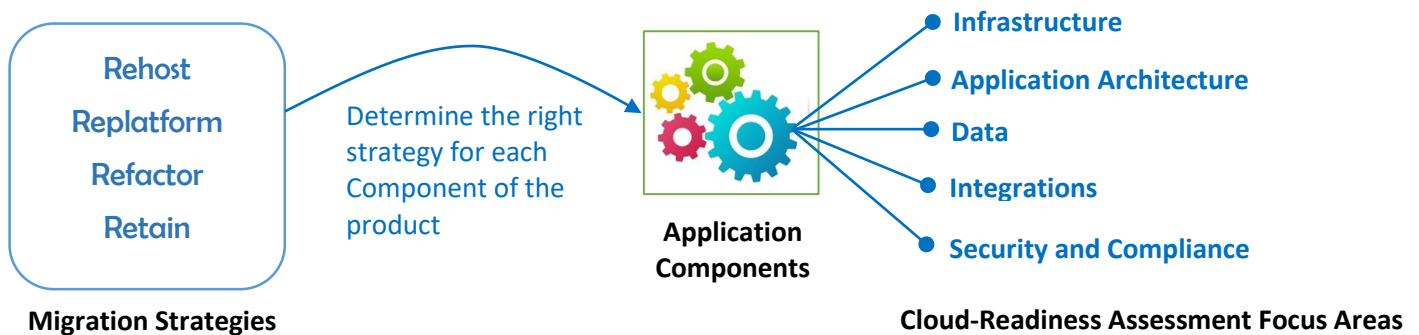 Rehost
Replatform
Refactor
Retain
Migration Strategies
Determine the right
strategy for each
Component of the
product
Application
Components
Infrastructure
Application Architecture
Data
Integrations
Security and Compliance
Cloud-Readiness Assessment Focus Areas